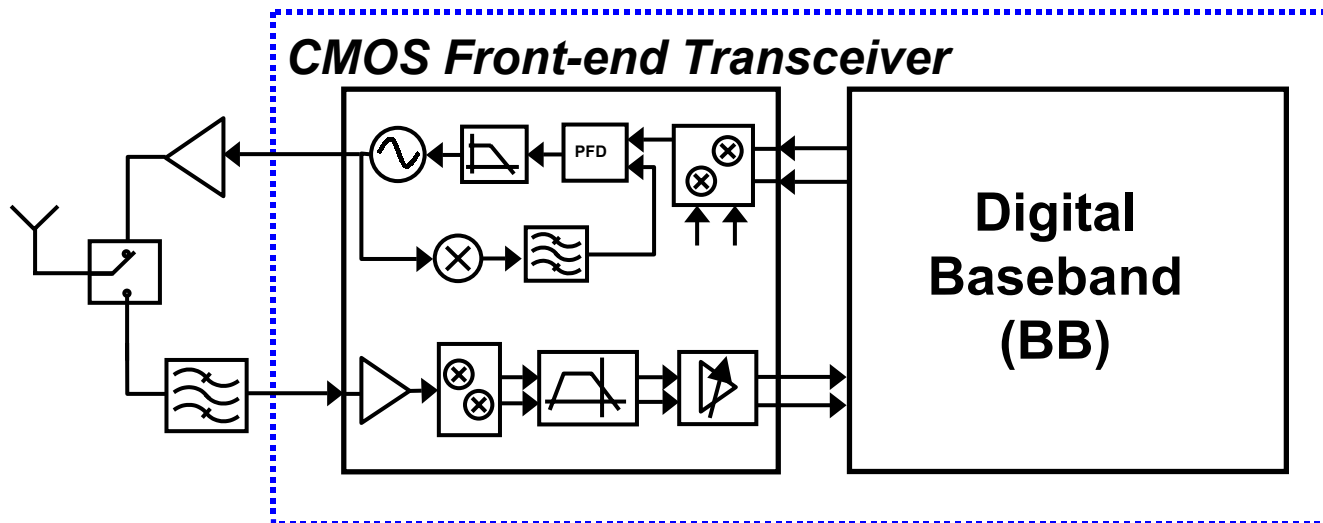 CMOS Front-end Transceiver
PFD
Digital
Baseband
(BB)